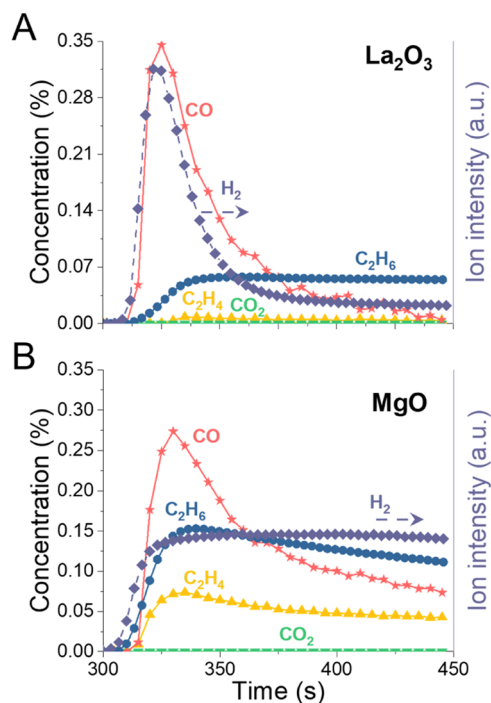 A
La₂O₃
0.35
0.28
0.21
0.14
0.07
0.00
Concentration (%)
Ion intensity (a.u.)
CO
H₂
C₂H₆
C₂H₄
CO₂
B
MgO
0.35
0.30
0.25
0.20
0.15
0.10
0.05
0.00
Concentration (%)
Ion intensity (a.u.)
CO
H₂
C₂H₆
C₂H₄
CO₂
300
350
400
450
Time (s)